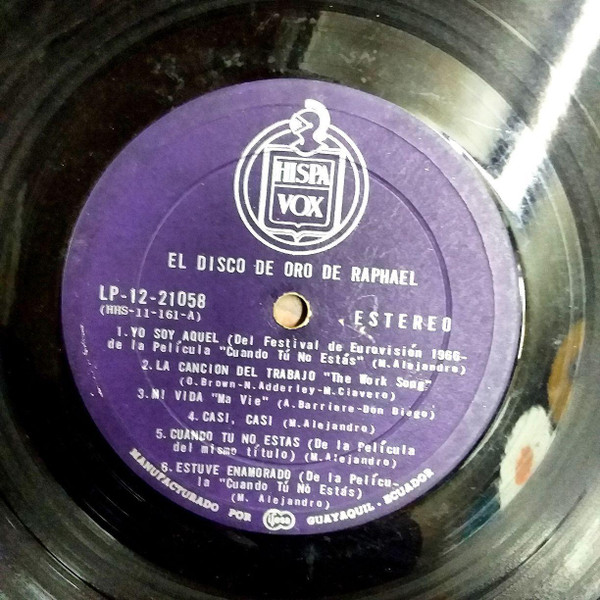 HISPA
VOX
EL DISCO DE ORO DE RAPHAEL
LP-12-21058
(HHS-11-161-A)
ESTEREO
1. YO SOY AQUEL (Del Festival de Eurovisión 1966-
de la Película "Cuando Tú No Estás" (M.Alejandro)
2. LA CANCION DEL TRABAJO "The Work Song"
(O.Brown-N.Adderley-M.Clavero)
3. MI VIDA "Ma Vie" (A.Barriere-Don Diego)
4. CASI, CASI (M.Alejandro)
5. CUANDO TU NO ESTAS (De la Película
del mismo título) (M.Alejandro)
6. ESTUVE ENAMORADO (De la Pelícu-
la "Cuando Tú Nó Estás)
(M. Alejandro)
MANUFACTURADO POR
GUAYAQUIL, ECUADOR